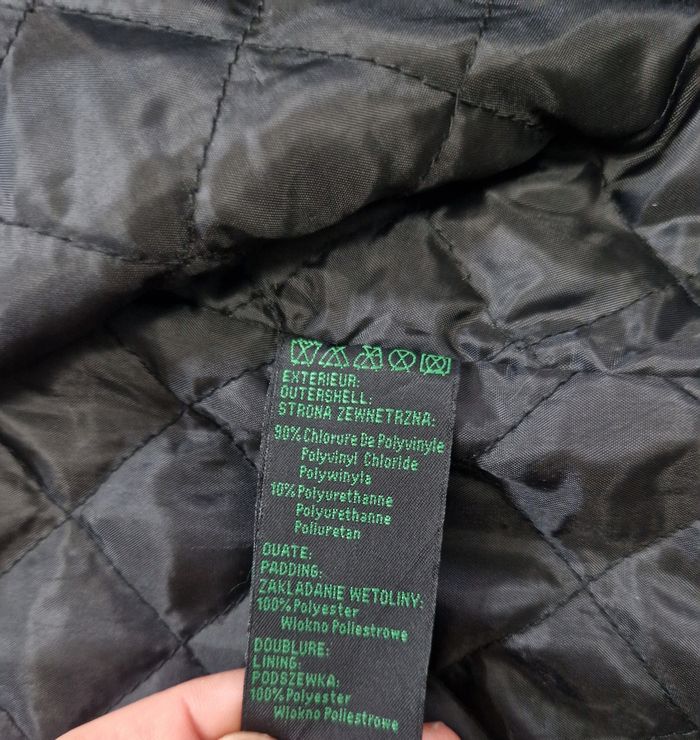 EXTERIEUR:
OUTERSHELL:
STRONA ZEWNETRZNA:
90% Chlorure De Polyvinyle
Polyvinyl Chloride
Polywinyla
10% Polyurethanne
Polyurethanne
Poliuretan
OUATE:
PADDING:
ZAKLADANIE WETOLINY:
100% Polyester
Wlokno Poliestrowe
DOUBLURE:
LINING:
PODSZEWKA:
100% Polyester
Wlokno Poliestrowe